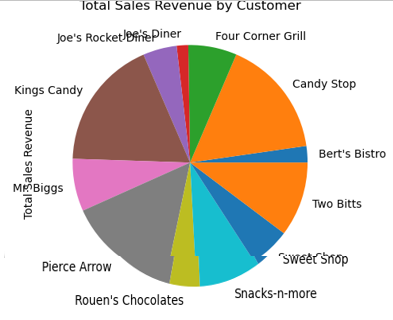 Total Sales Revenue by Customer
Joe's Diner
Four Corner Grill
Joe's Rocket Diner
Candy Stop
Kings Candy
Total Sales Revenue
Bert's Bistro
Mr. Biggs
Two Bitts
Sweet Shop
Pierce Arrow
Snacks-n-more
Rouen's Chocolates